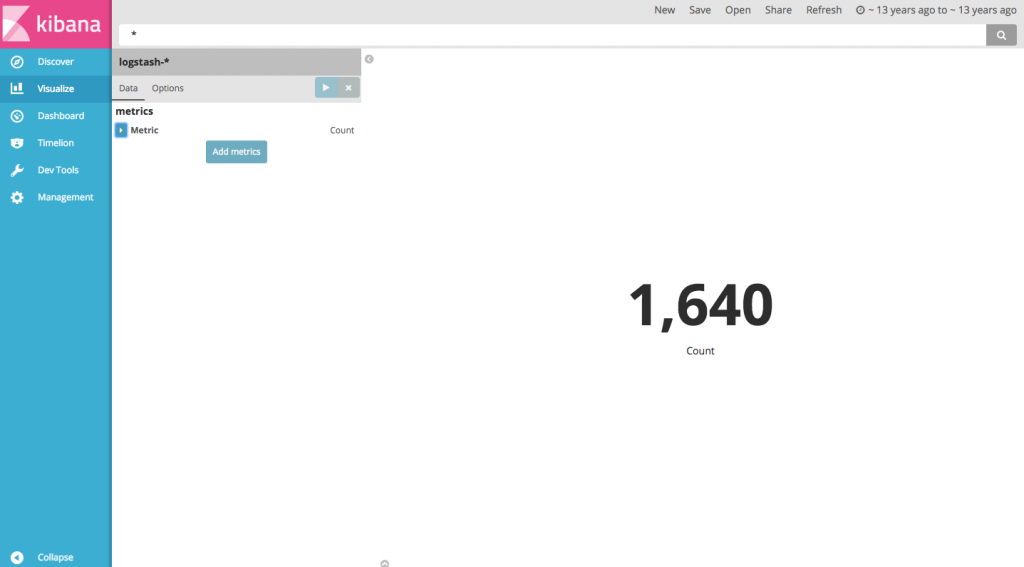 kibana
New Save Open Share Refresh ~ 13 years ago to ~ 13 years ago
*
Discover
Visualize
Dashboard
Timelion
Dev Tools
Management
Collapse
logstash-*
Data Options
metrics
Metric Count
Add metrics
1,640
Count